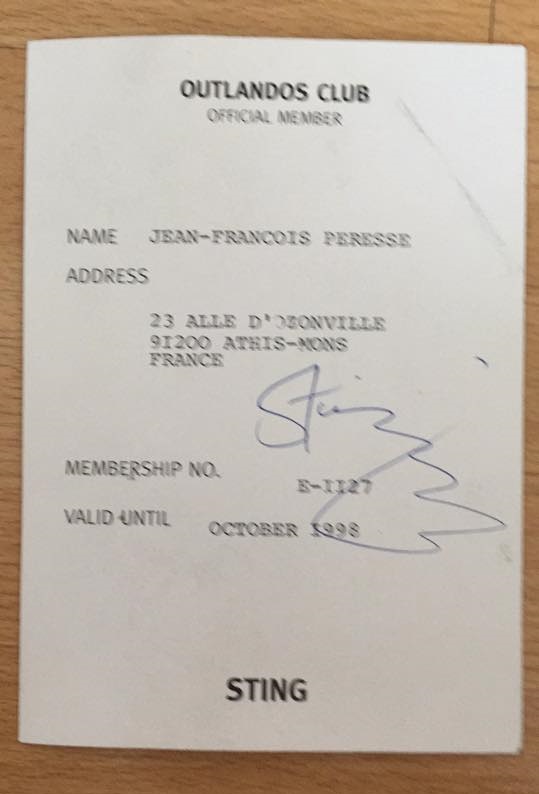 OUTLANDOS CLUB
OFFICIAL MEMBER
NAME JEAN-FRANCOIS PERESSE
ADDRESS
23 ALLE D'OZONVILLE
91200 ATHIS-MONS
FRANCE
Sting
MEMBERSHIP NO. E-1127
VALID UNTIL OCTOBER 1998
STING